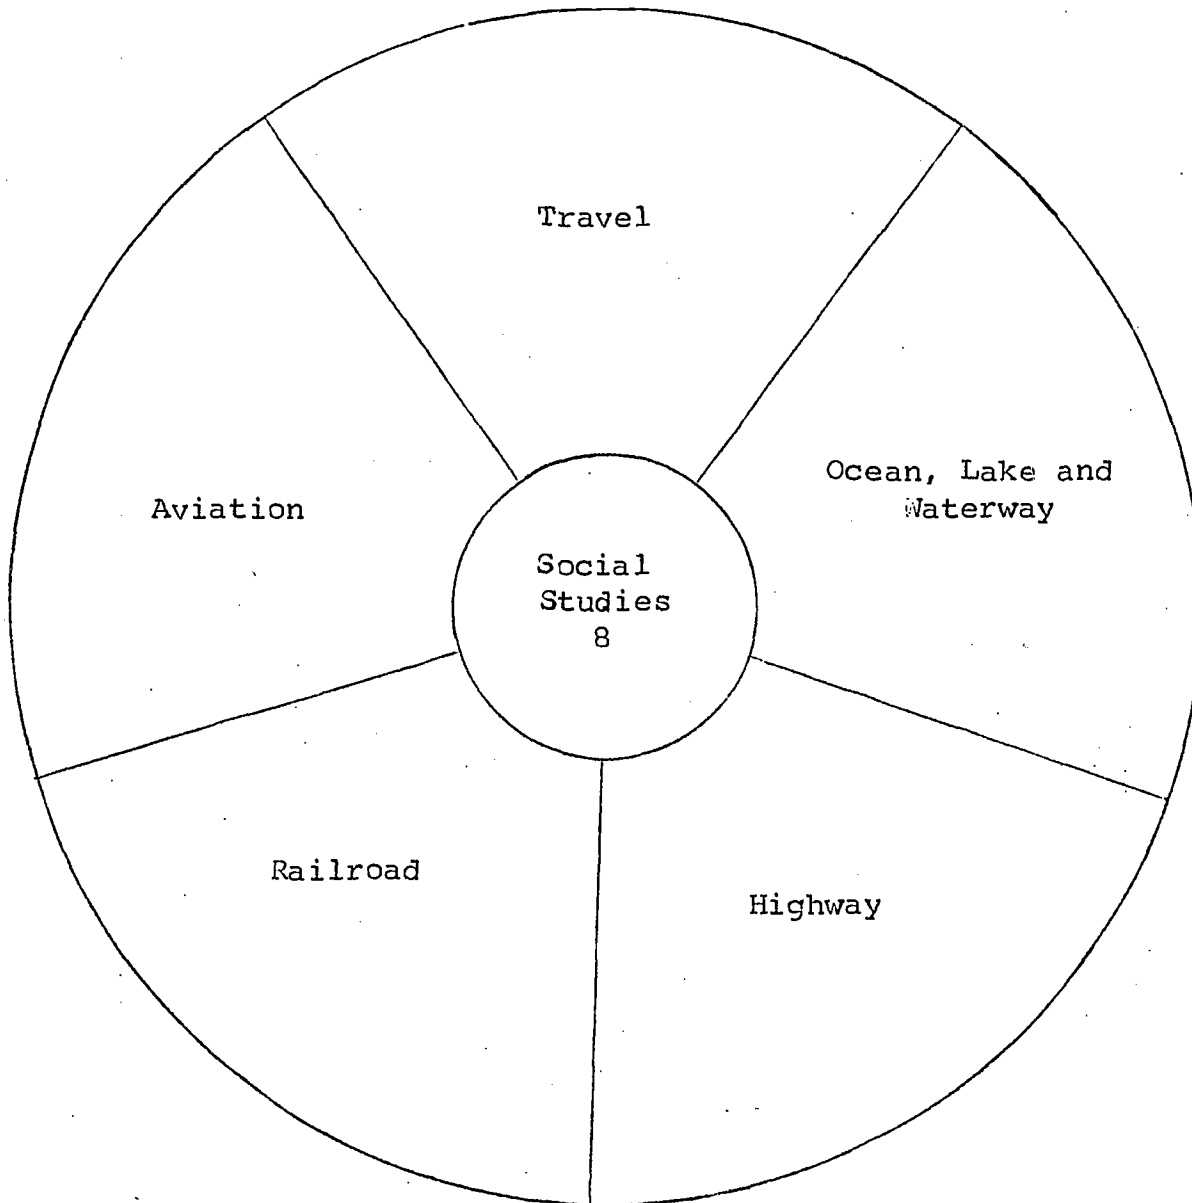 Travel
Ocean, Lake and
Waterway
Aviation
Social
Studies
8
Railroad
Highway